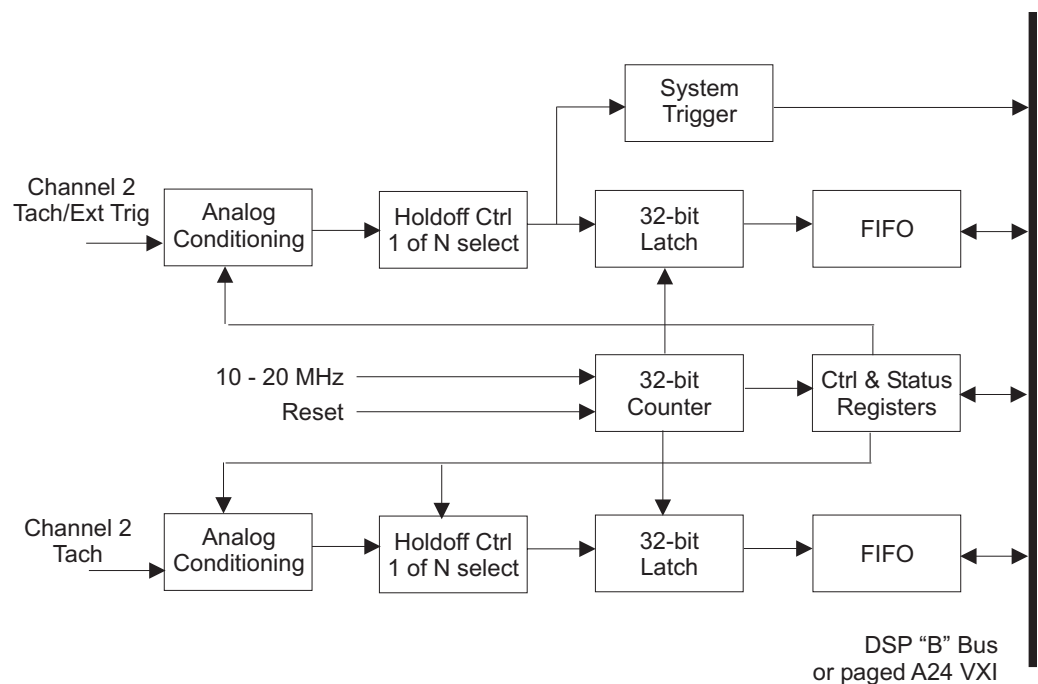 System
Trigger
Channel 2
Tach/Ext Trig
Analog
Conditioning
Holdoff Ctrl
1 of N select
32-bit
Latch
FIFO
10 - 20 MHz
Reset
32-bit
Counter
Ctrl & Status
Registers
Channel 2
Tach
Analog
Conditioning
Holdoff Ctrl
1 of N select
32-bit
Latch
FIFO
DSP “B” Bus
or paged A24 VXI